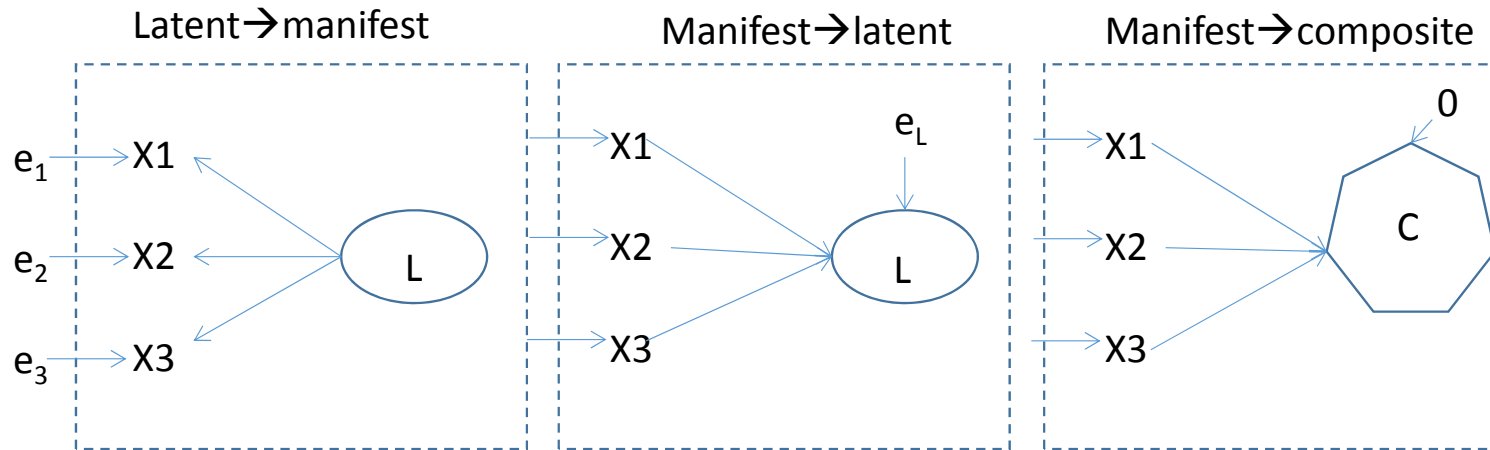 Latent→manifest
e₁ X1
e₂ X2
L
e₃ X3
Manifest→latent
X1
e_L
X2
L
X3
Manifest→composite
0
X1
X2
C
X3